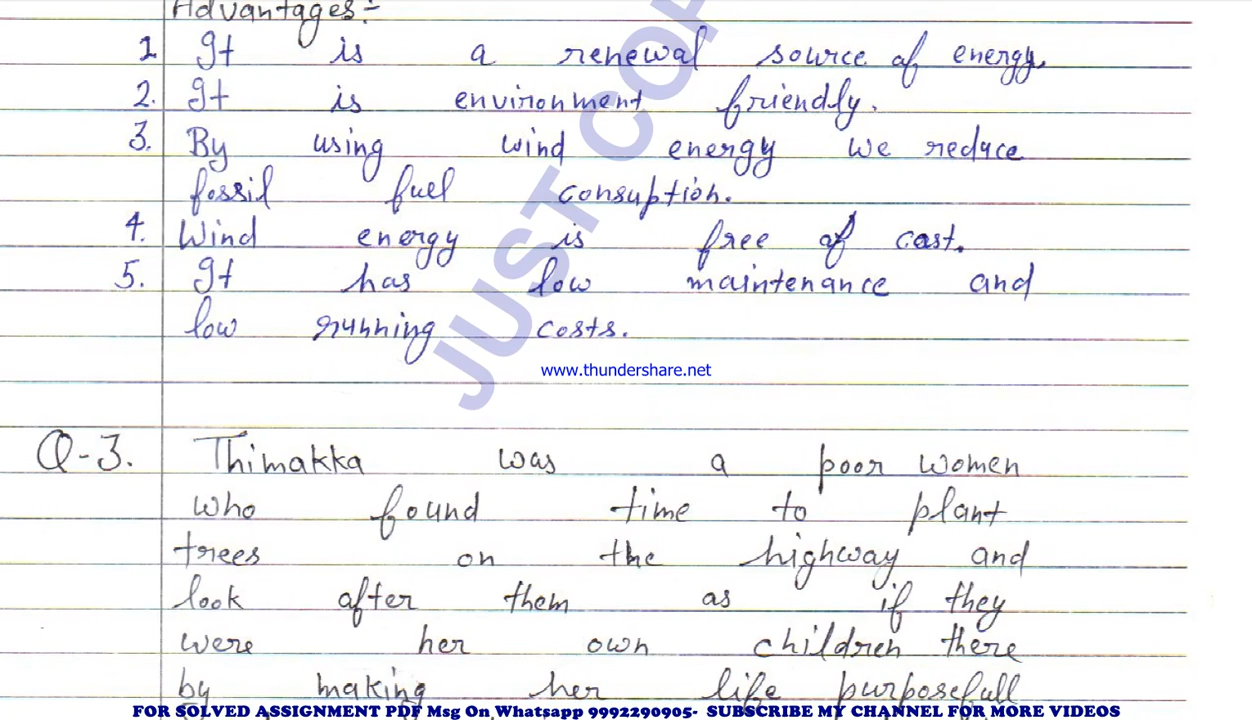 Advantages:-
1 It is a renewal source of energy.
2. It is environment friendly.
3. By using wind energy we reduce
fossil fuel consuption.
4. Wind energy is free of cost.
5. It has low maintenance and
low running costs.
www.thundershare.net
Q-3. Thimakka was a poor women
who found time to plant
trees on the highway and
look after them as if they
were her own children there
by making her life purposefull
FOR SOLVED ASSIGNMENT PDF Msg On Whatsapp 9992290905- SUBSCRIBE MY CHANNEL FOR MORE VIDEOS
JUST COP